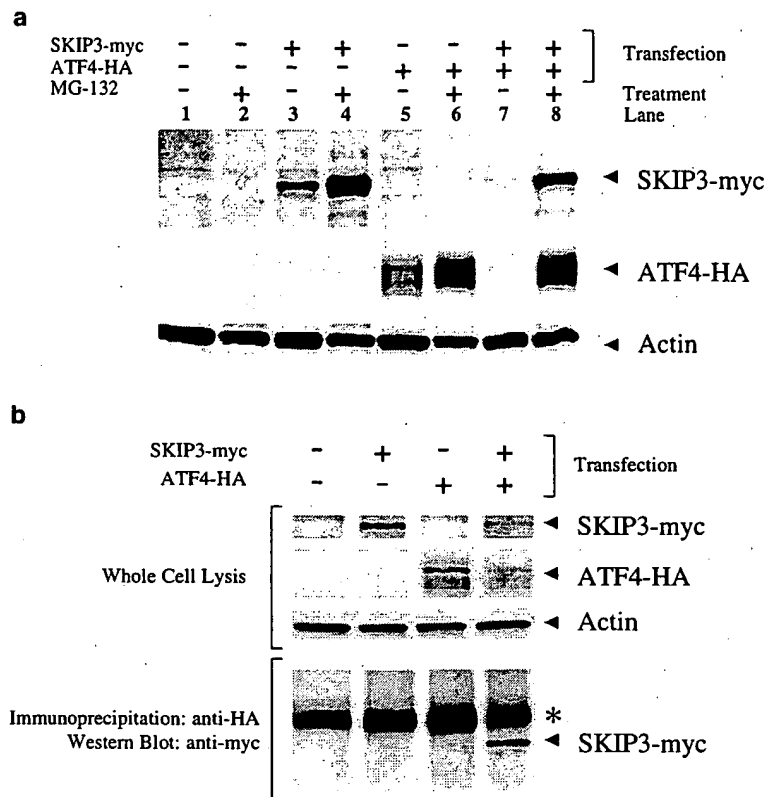 a
SKIP3-myc - - + + - - + + Transfection
ATF4-HA - - - - + + + +
MG-132 - + - + - + - + Treatment
1 2 3 4 5 6 7 8 Lane
◄ SKIP3-myc
◄ ATF4-HA
◄ Actin
b
SKIP3-myc - + - + Transfection
ATF4-HA - - + +
Whole Cell Lysis
◄ SKIP3-myc
◄ ATF4-HA
◄ Actin
Immunoprecipitation: anti-HA *
Western Blot: anti-myc ◄ SKIP3-myc